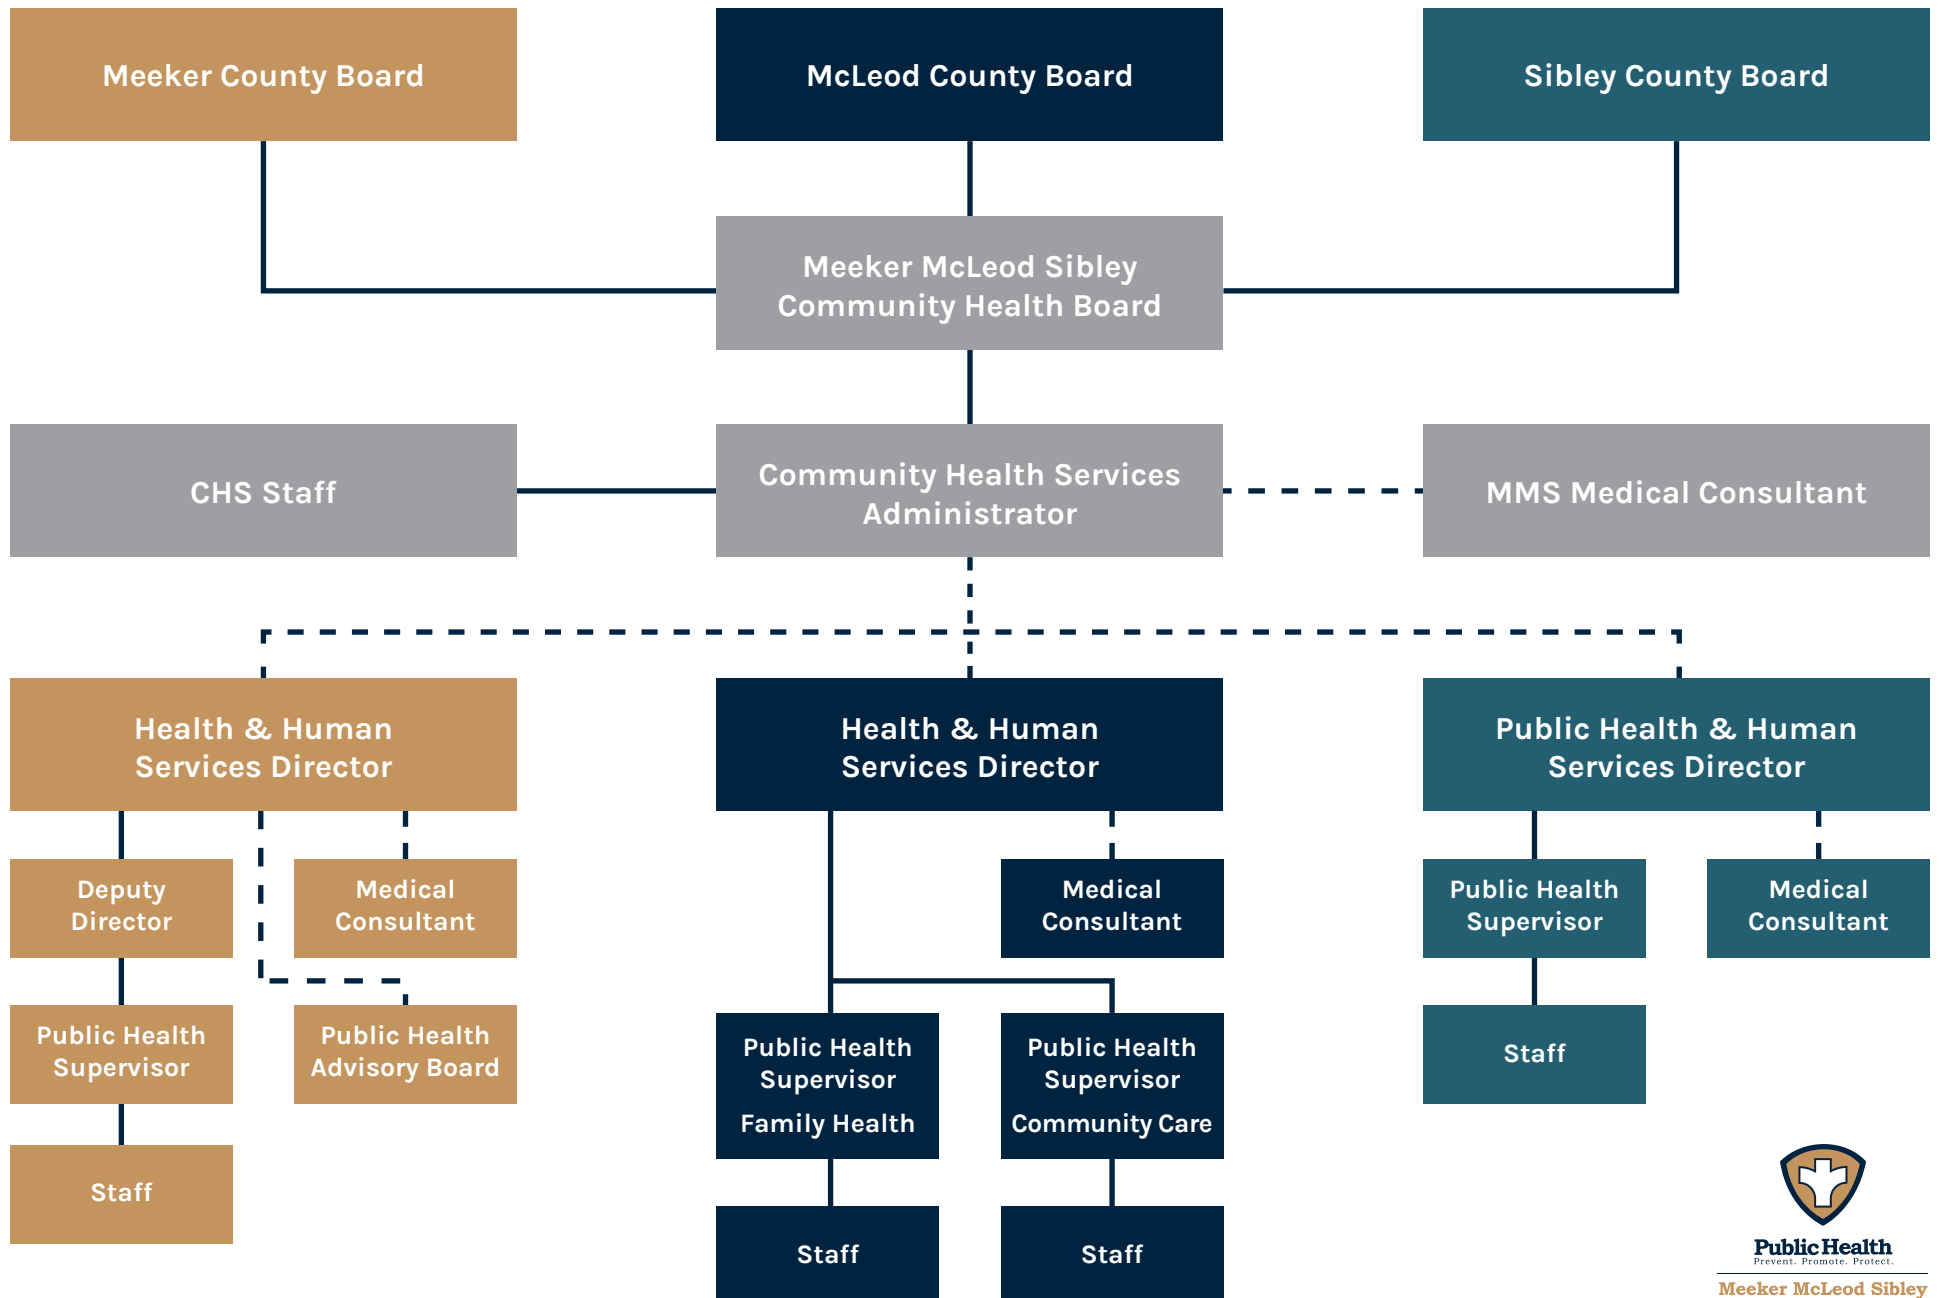 Meeker County Board
McLeod County Board
Sibley County Board
Meeker McLeod Sibley
Community Health Board
CHS Staff
Community Health Services
Administrator
MMS Medical Consultant
Health & Human
Services Director
Health & Human
Services Director
Public Health & Human
Services Director
Deputy
Director
Medical
Consultant
Medical
Consultant
Public Health
Supervisor
Medical
Consultant
Public Health
Supervisor
Public Health
Advisory Board
Public Health
Supervisor
Family Health
Public Health
Supervisor
Community Care
Staff
Staff
Staff
Staff
Public Health
Prevent. Promote. Protect.
Meeker McLeod Sibley